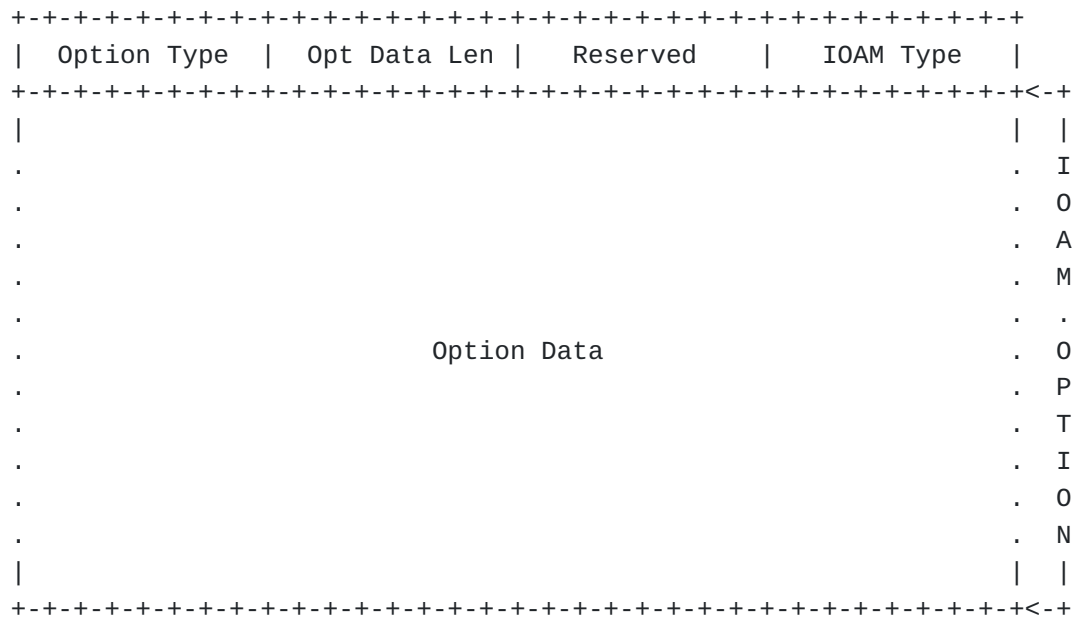 +-+-+-+-+-+-+-+-+-+-+-+-+-+-+-+-+-+-+-+-+-+-+-+-+-+-+-+-+-+-+-+-+
|  Option Type  |  Opt Data Len |   Reserved    |   IOAM Type   |
+-+-+-+-+-+-+-+-+-+-+-+-+-+-+-+-+-+-+-+-+-+-+-+-+-+-+-+-+-+-+-+-+<-+
|                                                               |  |
.                                                               .  I
.                                                               .  O
.                                                               .  A
.                                                               .  M
.                                                               .  .
.                          Option Data                          .  O
.                                                               .  P
.                                                               .  T
.                                                               .  I
.                                                               .  O
.                                                               .  N
|                                                               |  |
+-+-+-+-+-+-+-+-+-+-+-+-+-+-+-+-+-+-+-+-+-+-+-+-+-+-+-+-+-+-+-+-+<-+